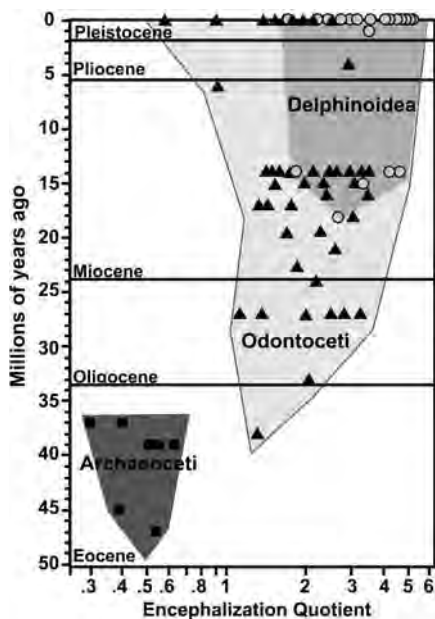 0
Pleistocene
Pliocene
5
Delphinoidea
10
15
20
Miocene
25
Odontoceti
30
Oligocene
35
Archaeoceti
40
45
Eocene
50
Millions of years ago
.3 .4 .5 .6 .8 1 2 3 4 5 6
Encephalization Quotient